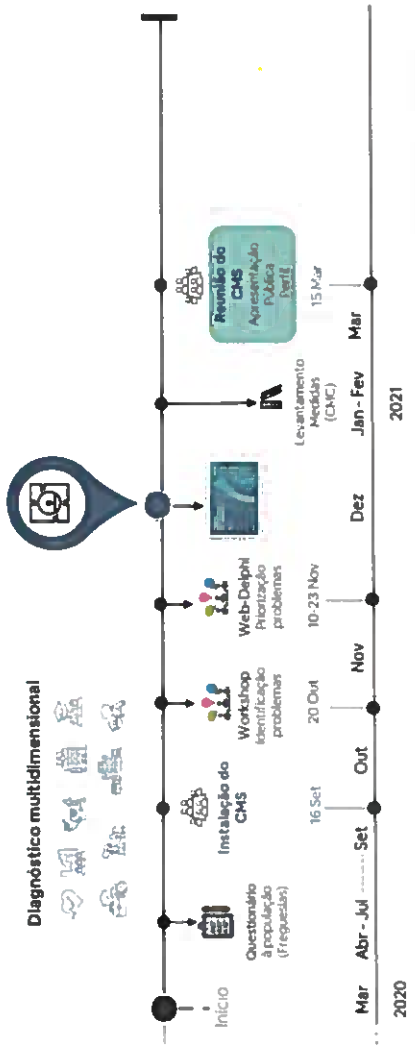 Diagnóstico multidimensional
Início
Questionário
à população
(Freguesias)
Instalação do
CMS
Workshop
Identificação
problemas
Web-Delphi
Priorização
problemas
Levantamento
Medidas
(CMC)
Reunião do
CMS
Apresentação
Pública
Perfil
16 Set
20 Out
10-23 Nov
15 Mar
Mar
Abr - Jul
Set
Out
Nov
Dez
Jan - Fev
Mar
2020
2021